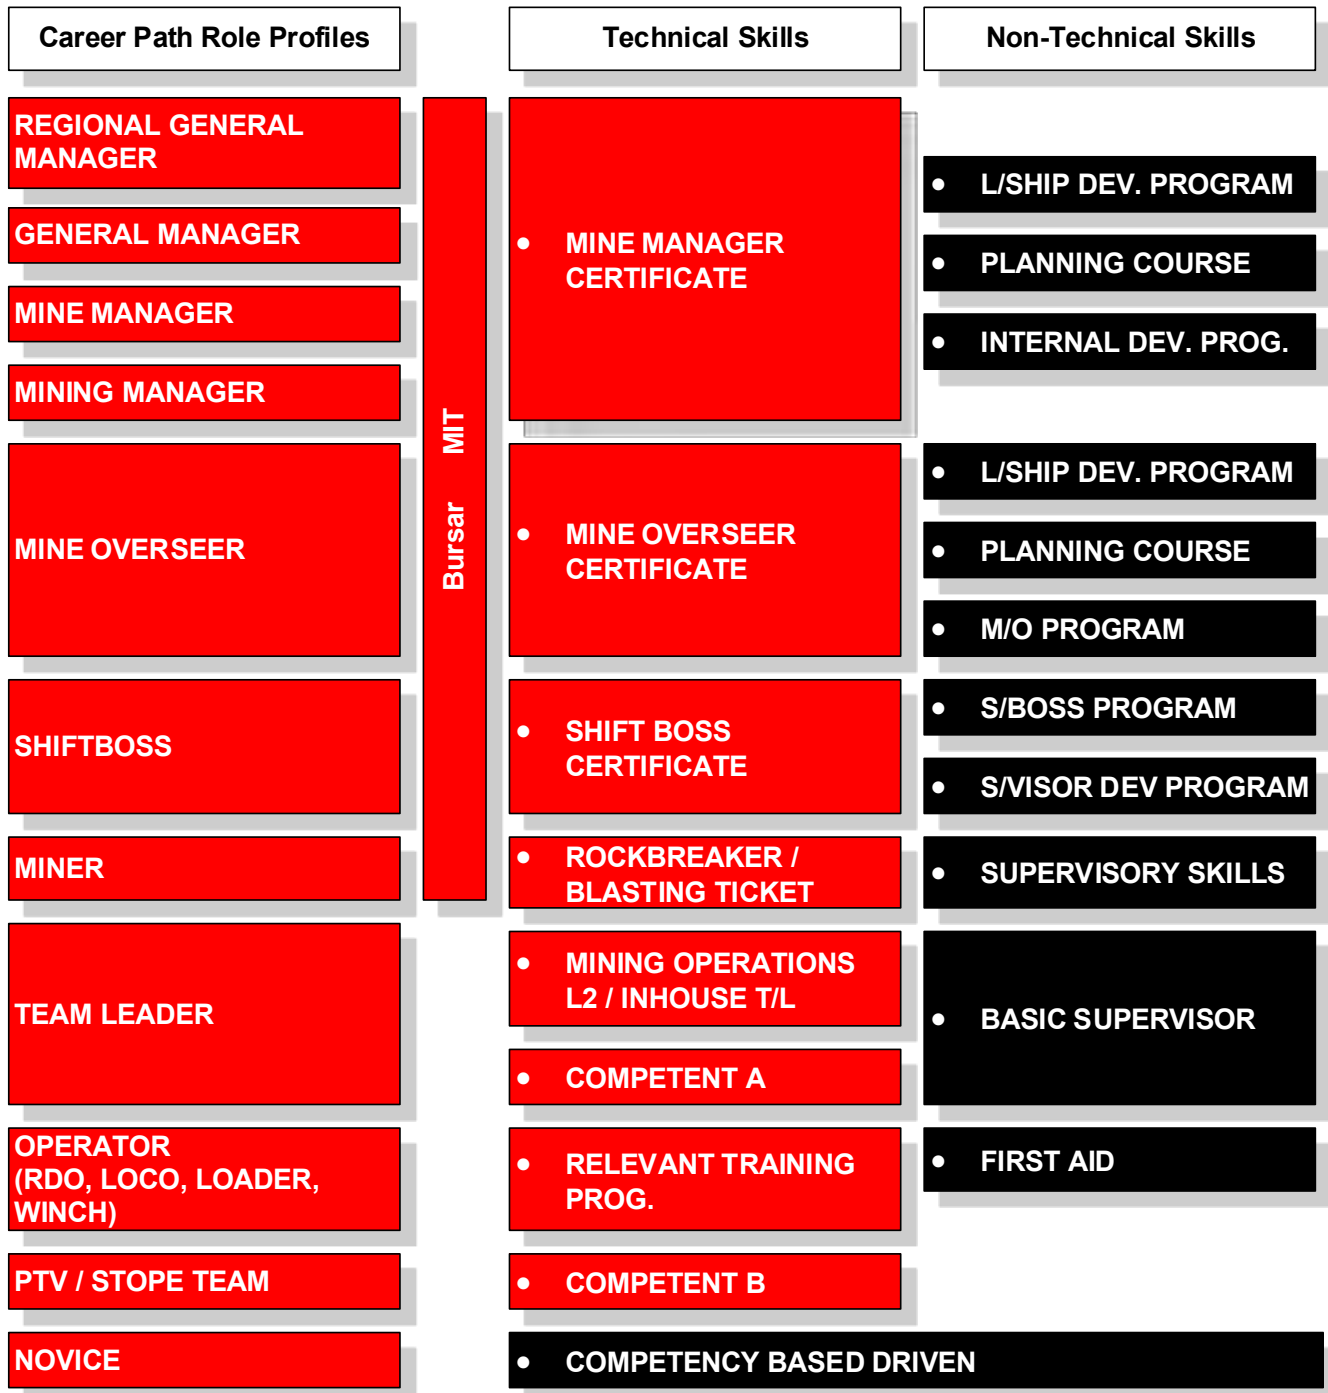 Career Path Role Profiles
Technical Skills
Non-Technical Skills
REGIONAL GENERAL
MANAGER
GENERAL MANAGER
MINE MANAGER
MINING MANAGER
MINE OVERSEER
SHIFTBOSS
MINER
TEAM LEADER
OPERATOR
(RDO, LOCO, LOADER,
WINCH)
PTV / STOPE TEAM
NOVICE
Bursar MIT
• MINE MANAGER
CERTIFICATE
• MINE OVERSEER
CERTIFICATE
• SHIFT BOSS
CERTIFICATE
• ROCKBREAKER /
BLASTING TICKET
• MINING OPERATIONS
L2 / INHOUSE T/L
• COMPETENT A
• RELEVANT TRAINING
PROG.
• COMPETENT B
• COMPETENCY BASED DRIVEN
• L/SHIP DEV. PROGRAM
• PLANNING COURSE
• INTERNAL DEV. PROG.
• L/SHIP DEV. PROGRAM
• PLANNING COURSE
• M/O PROGRAM
• S/BOSS PROGRAM
• S/VISOR DEV PROGRAM
• SUPERVISORY SKILLS
• BASIC SUPERVISOR
• FIRST AID